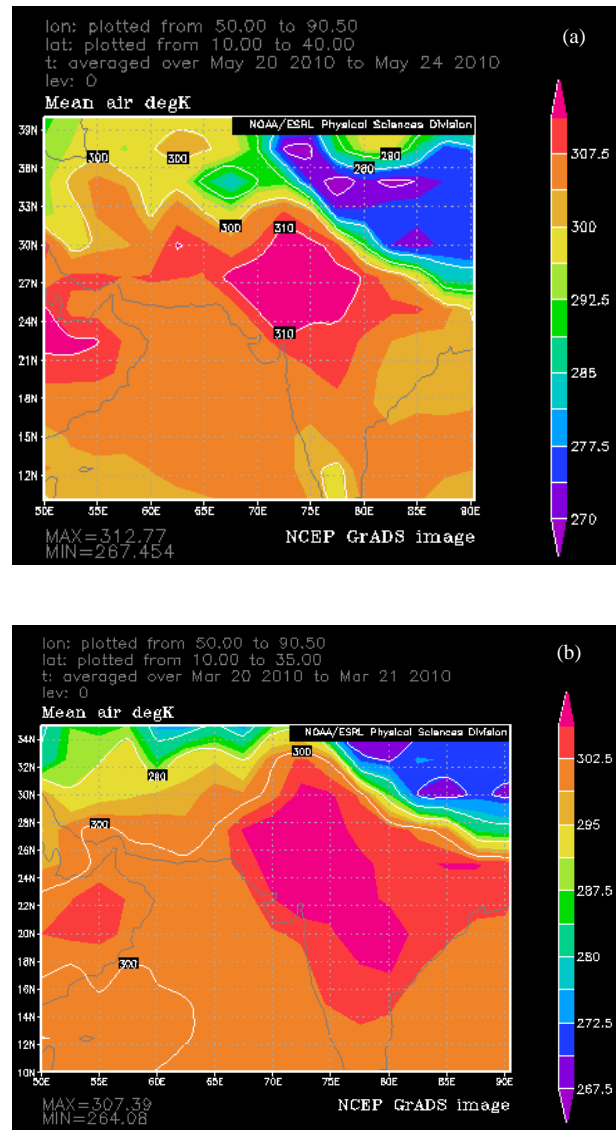 lon: plotted from 50.00 to 90.50
(a)
lat: plotted from 10.00 to 40.00
t: averaged over May 20 2010 to May 24 2010
lev: 0
Mean air degK
NOAA/ESRL Physical Sciences Division
39N
36N
33N
30N
27N
24N
21N
18N
15N
12N
300
300
280
280
300
310
310
307.5
300
292.5
285
277.5
270
50E 55E 60E 65E 70E 75E 80E 85E 90E
MAX=312.77
MIN=267.454
NCEP GrADS image
lon: plotted from 50.00 to 90.50
(b)
lat: plotted from 10.00 to 35.00
t: averaged over Mar 20 2010 to Mar 21 2010
lev: 0
Mean air degK
NOAA/ESRL Physical Sciences Division
34N
32N
30N
28N
26N
24N
22N
20N
18N
16N
14N
12N
10N
300
280
300
300
302.5
295
287.5
280
272.5
267.5
50E 55E 60E 65E 70E 75E 80E 85E 90E
MAX=307.39
MIN=264.08
NCEP GrADS image